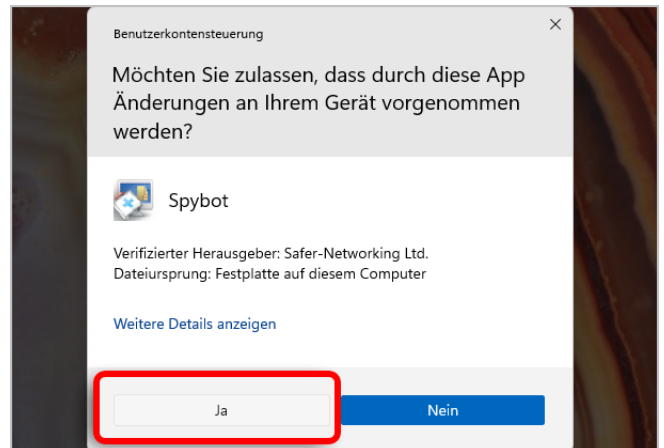 Benutzerkontensteuerung
Möchten Sie zulassen, dass durch diese App
Änderungen an Ihrem Gerät vorgenommen
werden?
Spybot
Verifizierter Herausgeber: Safer-Networking Ltd.
Dateiursprung: Festplatte auf diesem Computer
Weitere Details anzeigen
Ja
Nein